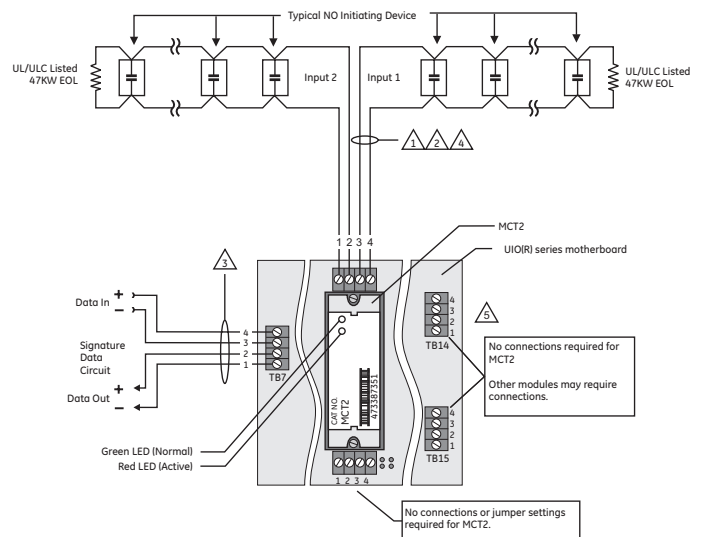 Typical NO Initiating Device
UL/ULC Listed
47KW EOL
Input 2
Input 1
UL/ULC Listed
47KW EOL
1 2 4
1 2 3 4
MCT2
UIO(R) series motherboard
3
Data In
+
−
Signature
Data
Circuit
+
Data Out
−
4
3
2
1
TB7
CAT NO.
MCT2
473387351
4
3
2
1
TB14
5
No connections required for
MCT2
Other modules may require
connections.
4
3
2
1
TB15
Green LED (Normal)
Red LED (Active)
1 2 3 4
No connections or jumper settings
required for MCT2.